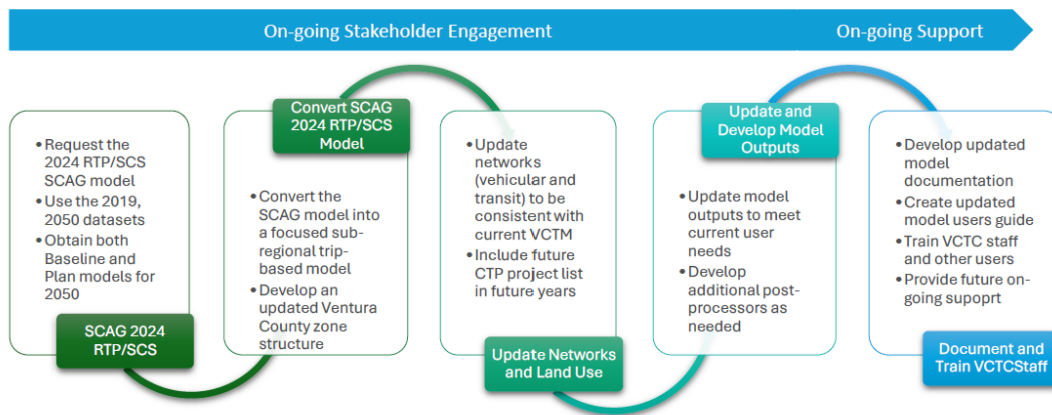 On-going Stakeholder Engagement
On-going Support
• Request the
2024 RTP/SCS
SCAG model
• Use the 2019,
2050 datasets
• Obtain both
Baseline and
Plan models for
2050
SCAG 2024
RTP/SCS
Convert SCAG
2024 RTP/SCS
Model
• Convert the
SCAG model into
a focused sub-
regional trip-
based model
• Develop an
updated Ventura
County zone
structure
• Update
networks
(vehicular and
transit) to be
consistent with
current VCTM
• Include future
CTP project list
in future years
Update Networks
and Land Use
Update and
Develop Model
Outputs
• Update model
outputs to meet
current user
needs
• Develop
additional post-
processors as
needed
• Develop updated
model
documentation
• Create updated
model users guide
• Train VCTC staff
and other users
• Provide future on-
going supoprt
Document and
Train VCTCStaff